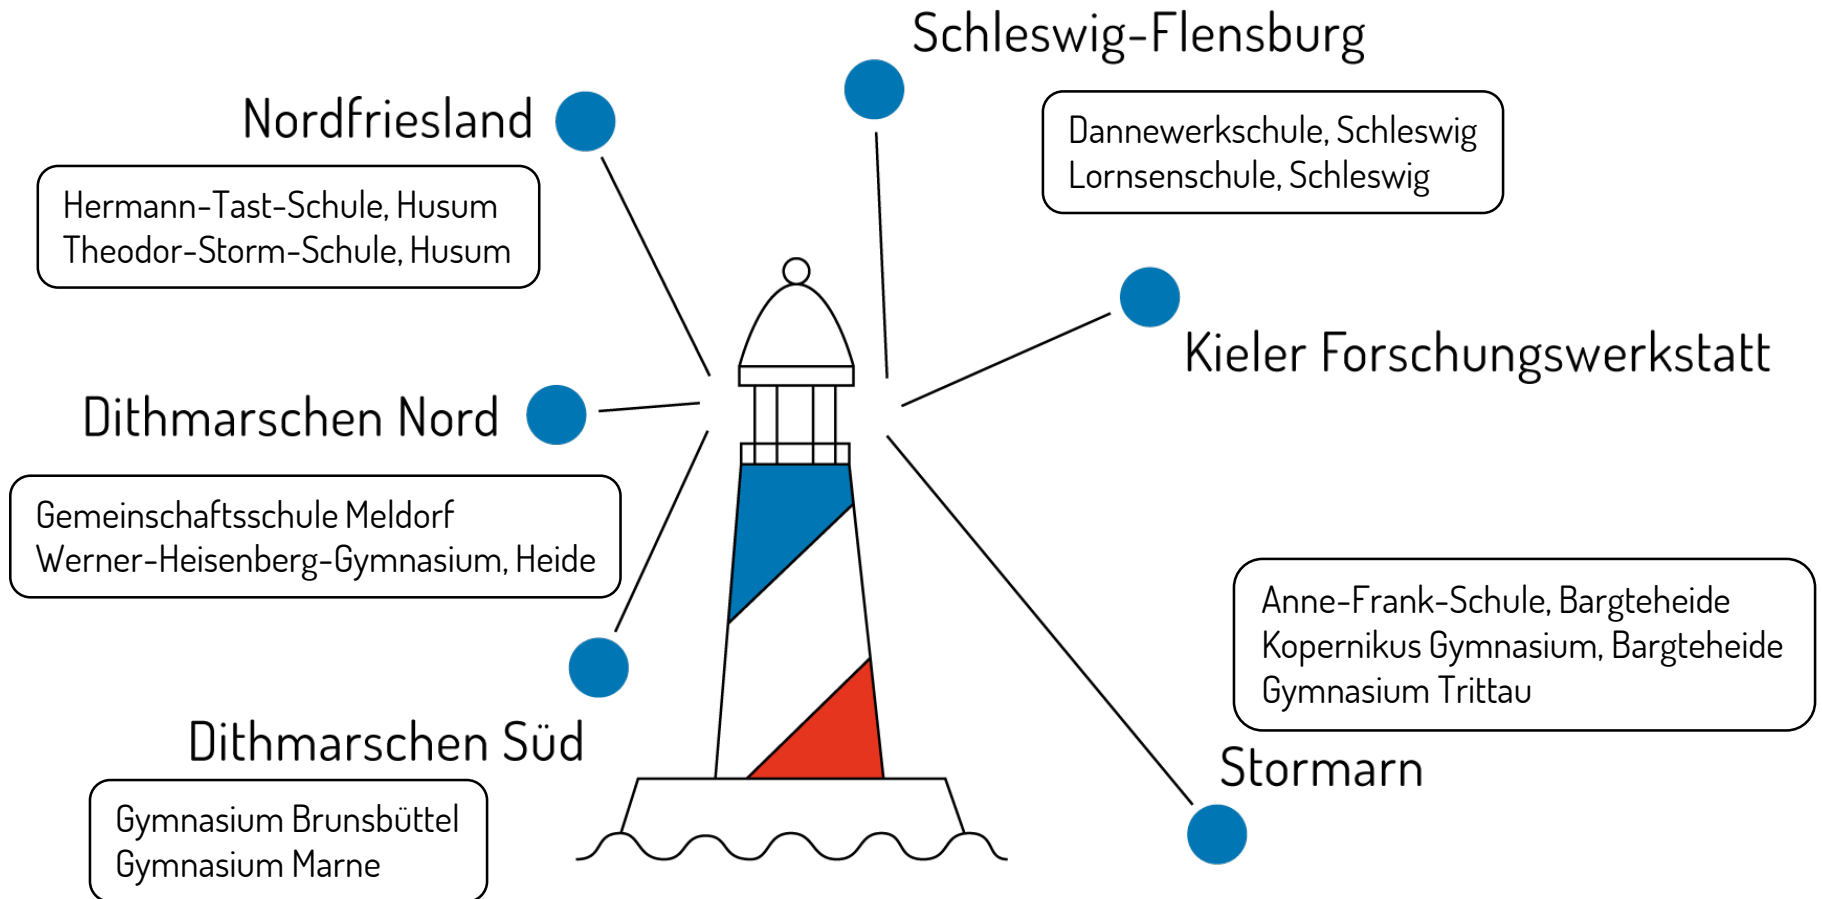 Schleswig-Flensburg
Dannewerkschule, Schleswig
Lornsenschule, Schleswig
Nordfriesland
Hermann-Tast-Schule, Husum
Theodor-Storm-Schule, Husum
Kieler Forschungswerkstatt
Dithmarschen Nord
Gemeinschaftsschule Meldorf
Werner-Heisenberg-Gymnasium, Heide
Anne-Frank-Schule, Bargteheide
Kopernikus Gymnasium, Bargteheide
Gymnasium Trittau
Stormarn
Dithmarschen Süd
Gymnasium Brunsbüttel
Gymnasium Marne